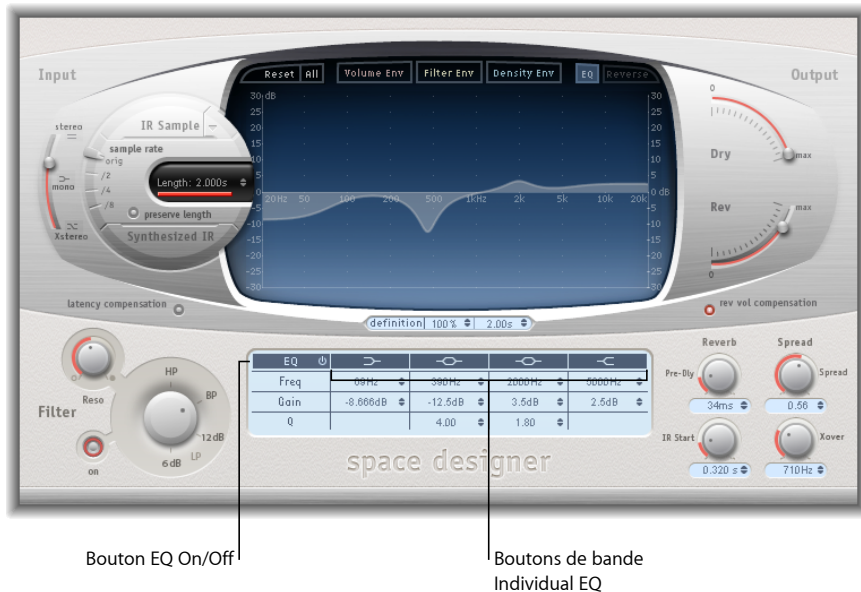 Input
Output
Reset All Volume Env Filter Env Density Env EQ Reverse
30 dB 30
25 25
20 20
15 15
10 10
5 5
0 0 dB
20Hz 50 100 200 500 1kHz 2k 5k 10k 20k
-5 -5
-10 -10
-15 -15
-20 -20
-25 -25
-30 -30
stereo
mono
Xstereo
IR Sample
sample rate
orig
/2
/4
/8
Length: 2.000s
preserve length
Synthesized IR
0
Dry
max
Rev
max
0
latency compensation
rev vol compensation
definition 100% 2.00s
EQ
Freq 390Hz 2000Hz 5000Hz
Gain -8.666dB -12.5dB 3.5dB 2.5dB
Q 4.00 1.80
Filter
Reso
on
HP
BP
12dB
LP
6dB
Reverb Spread
Pre-Dly Spread
34ms 0.56
IR Start Xover
0.320 s 710Hz
space designer
Bouton EQ On/Off
Boutons de bande
Individual EQ